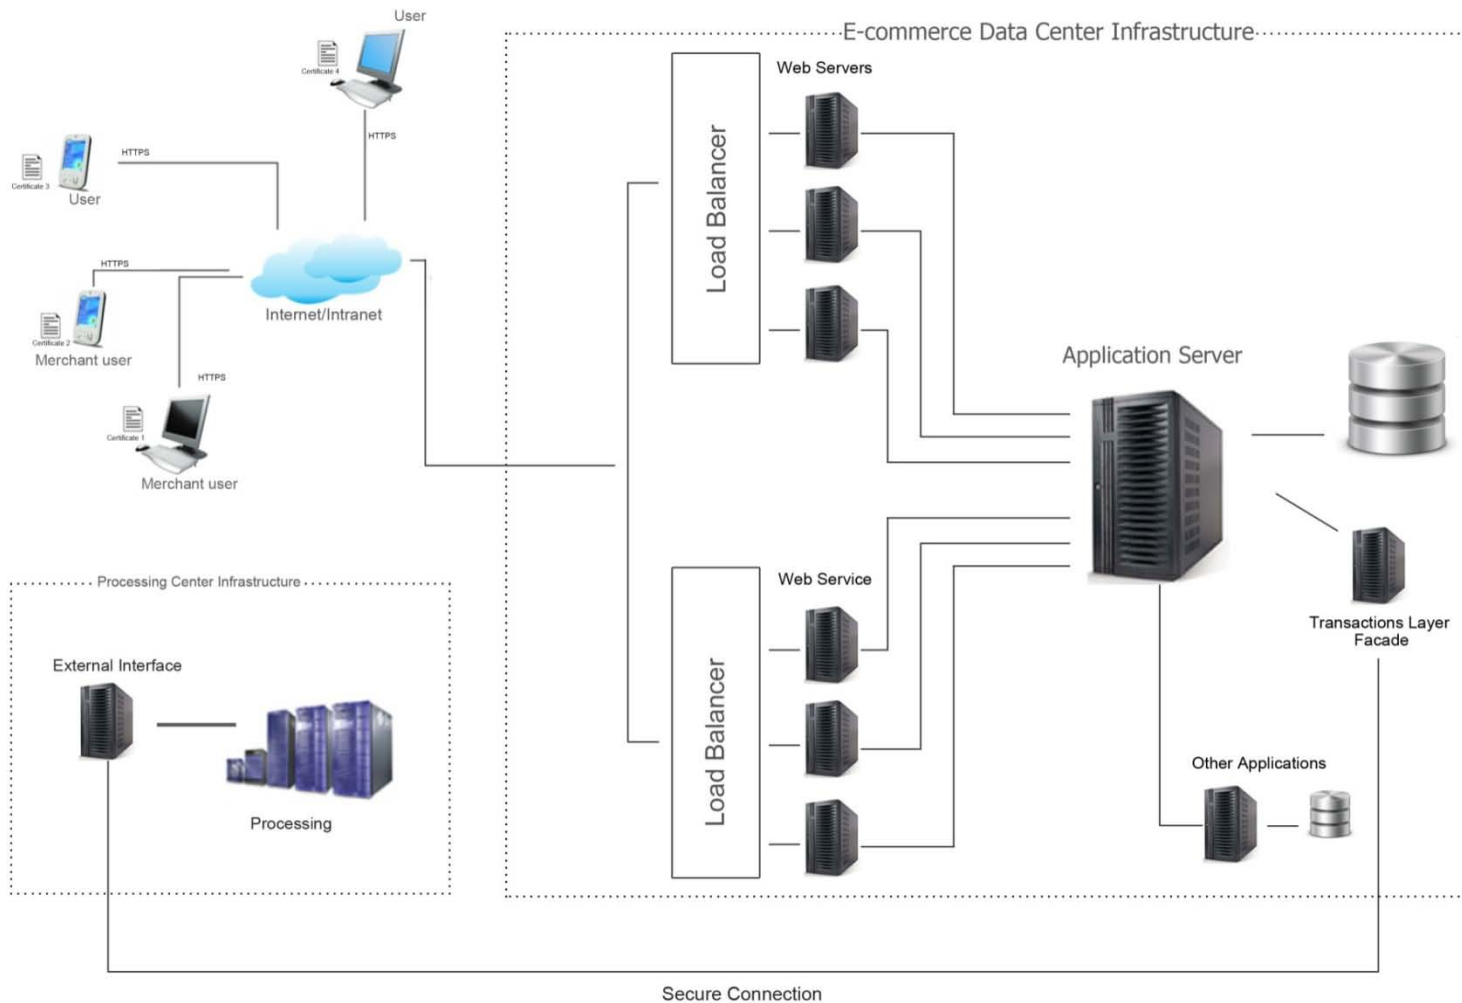 User
E-commerce Data Center Infrastructure
Certificate 4
Web Servers
HTTPS
HTTPS
Certificate 3
User
Load Balancer
HTTPS
Internet/Intranet
Certificate 2
Merchant user
Application Server
HTTPS
Certificate 1
Merchant user
Processing Center Infrastructure
Web Service
Transactions Layer
Facade
External Interface
Load Balancer
Other Applications
Processing
Secure Connection